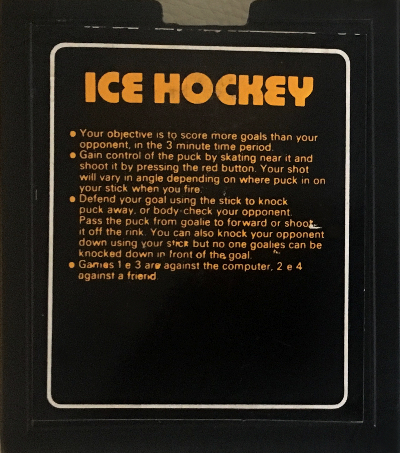 ICE HOCKEY
• Your objective is to score more goals than your
opponent, in the 3 minute time period.
• Gain control of the puck by skating near it and
shoot it by pressing the red button. Your shot
will vary in angle depending on where puck in on
your stick when you fire.
• Defend your goal using the stick to knock
puck away, or body-check your opponent.
Pass the puck from goalie to forward or shoot
it off the rink. You can also knock your opponent
down using your stick but no one goalies can be
knocked down in front of the goal.
• Games 1 e 3 are against the computer, 2 e 4
against a friend.